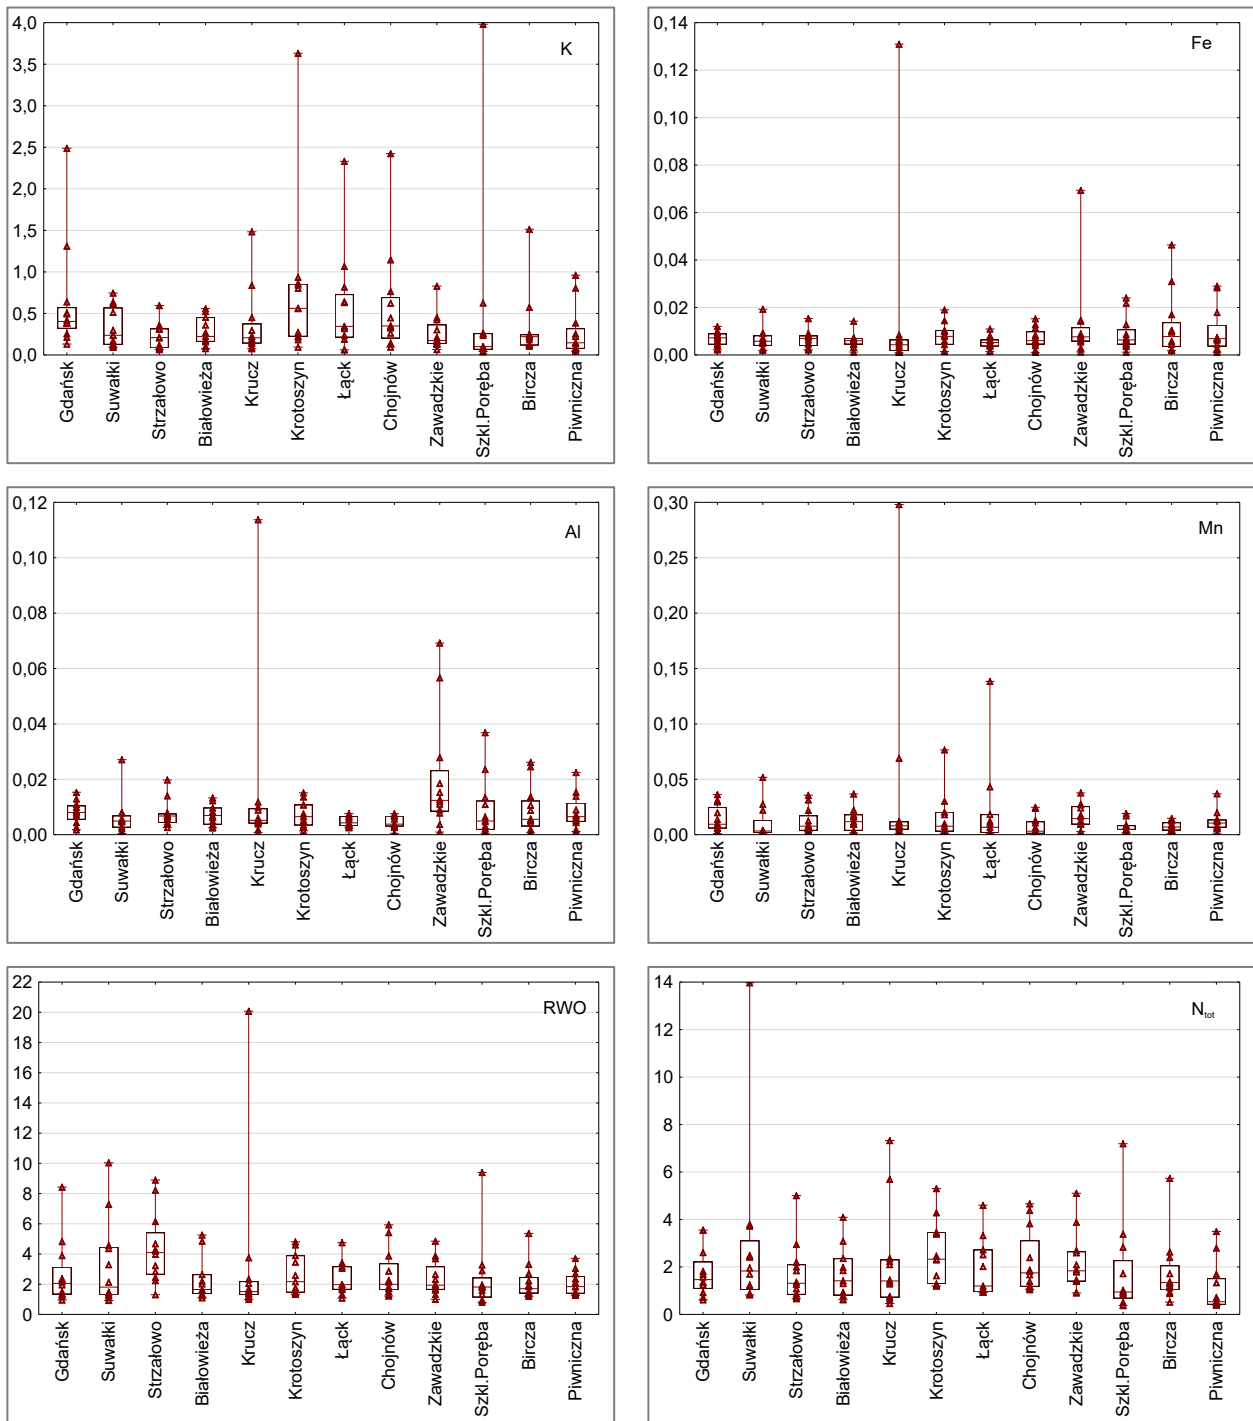 K
4,0
3,5
3,0
2,5
2,0
1,5
1,0
0,5
0,0
Gdańsk
Suwałki
Strzałowo
Białowieża
Krucz
Krotoszyn
Łąck
Chojnów
Zawadzkie
Szkl.Poręba
Bircza
Piwniczna
Fe
0,14
0,12
0,10
0,08
0,06
0,04
0,02
0,00
Gdańsk
Suwałki
Strzałowo
Białowieża
Krucz
Krotoszyn
Łąck
Chojnów
Zawadzkie
Szkl.Poręba
Bircza
Piwniczna
Al
0,12
0,10
0,08
0,06
0,04
0,02
0,00
Gdańsk
Suwałki
Strzałowo
Białowieża
Krucz
Krotoszyn
Łąck
Chojnów
Zawadzkie
Szkl.Poręba
Bircza
Piwniczna
Mn
0,30
0,25
0,20
0,15
0,10
0,05
0,00
Gdańsk
Suwałki
Strzałowo
Białowieża
Krucz
Krotoszyn
Łąck
Chojnów
Zawadzkie
Szkl.Poręba
Bircza
Piwniczna
RWO
22
20
18
16
14
12
10
8
6
4
2
0
Gdańsk
Suwałki
Strzałowo
Białowieża
Krucz
Krotoszyn
Łąck
Chojnów
Zawadzkie
Szkl.Poręba
Bircza
Piwniczna
Ntot
14
12
10
8
6
4
2
0
Gdańsk
Suwałki
Strzałowo
Białowieża
Krucz
Krotoszyn
Łąck
Chojnów
Zawadzkie
Szkl.Poręba
Bircza
Piwniczna